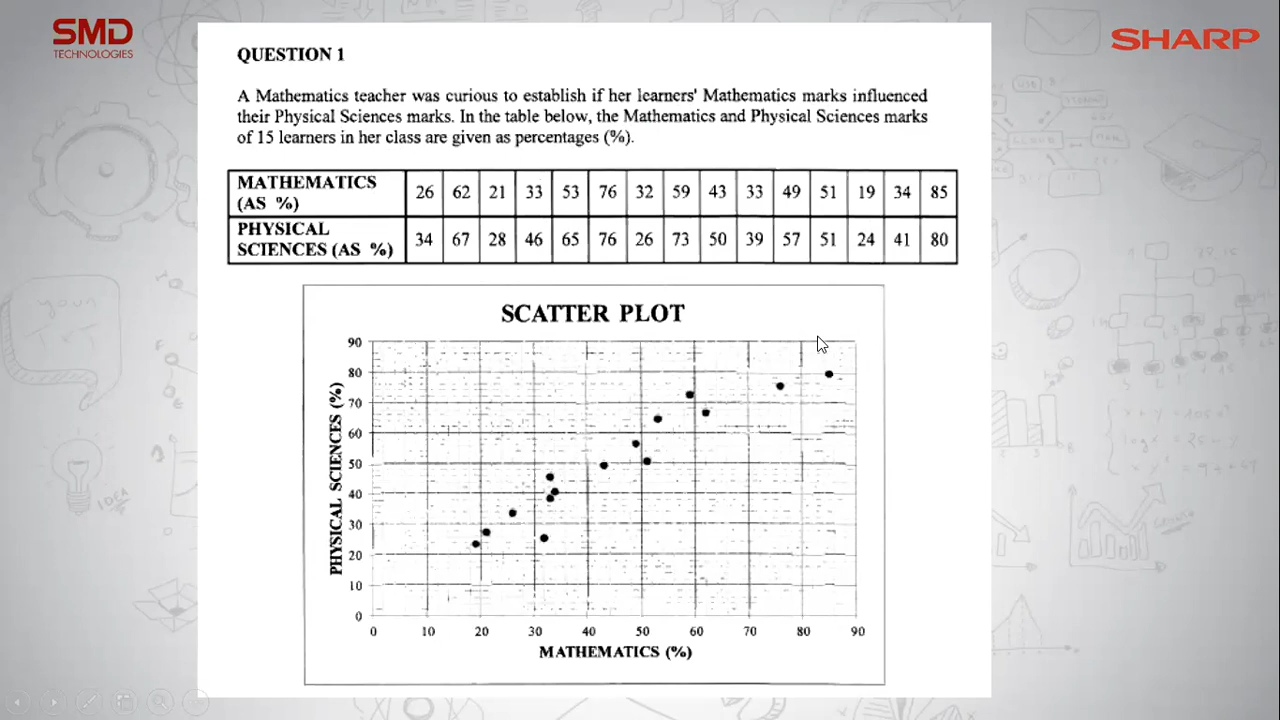 SMD
TECHNOLOGIES
SHARP
QUESTION 1
A Mathematics teacher was curious to establish if her learners' Mathematics marks influenced
their Physical Sciences marks. In the table below, the Mathematics and Physical Sciences marks
of 15 learners in her class are given as percentages (%).
MATHEMATICS (AS %) 26 62 21 33 53 76 32 59 43 33 49 51 19 34 85
PHYSICAL SCIENCES (AS %) 34 67 28 46 65 76 26 73 50 39 57 51 24 41 80
SCATTER PLOT
PHYSICAL SCIENCES (%)
90
80
70
60
50
40
30
20
10
0
0 10 20 30 40 50 60 70 80 90
MATHEMATICS (%)
IDEA